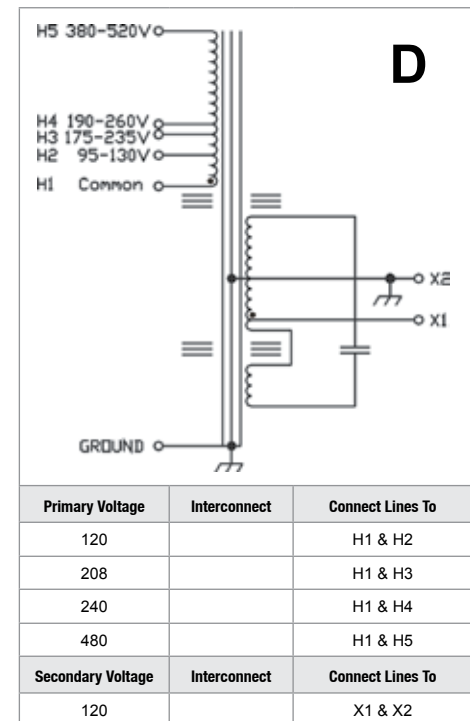 H5 380-520V
D
H4 190-260V
H3 175-235V
H2 95-130V
H1 Common
X2
X1
GROUND
Primary Voltage Interconnect Connect Lines To
120 H1 & H2
208 H1 & H3
240 H1 & H4
480 H1 & H5
Secondary Voltage Interconnect Connect Lines To
120 X1 & X2